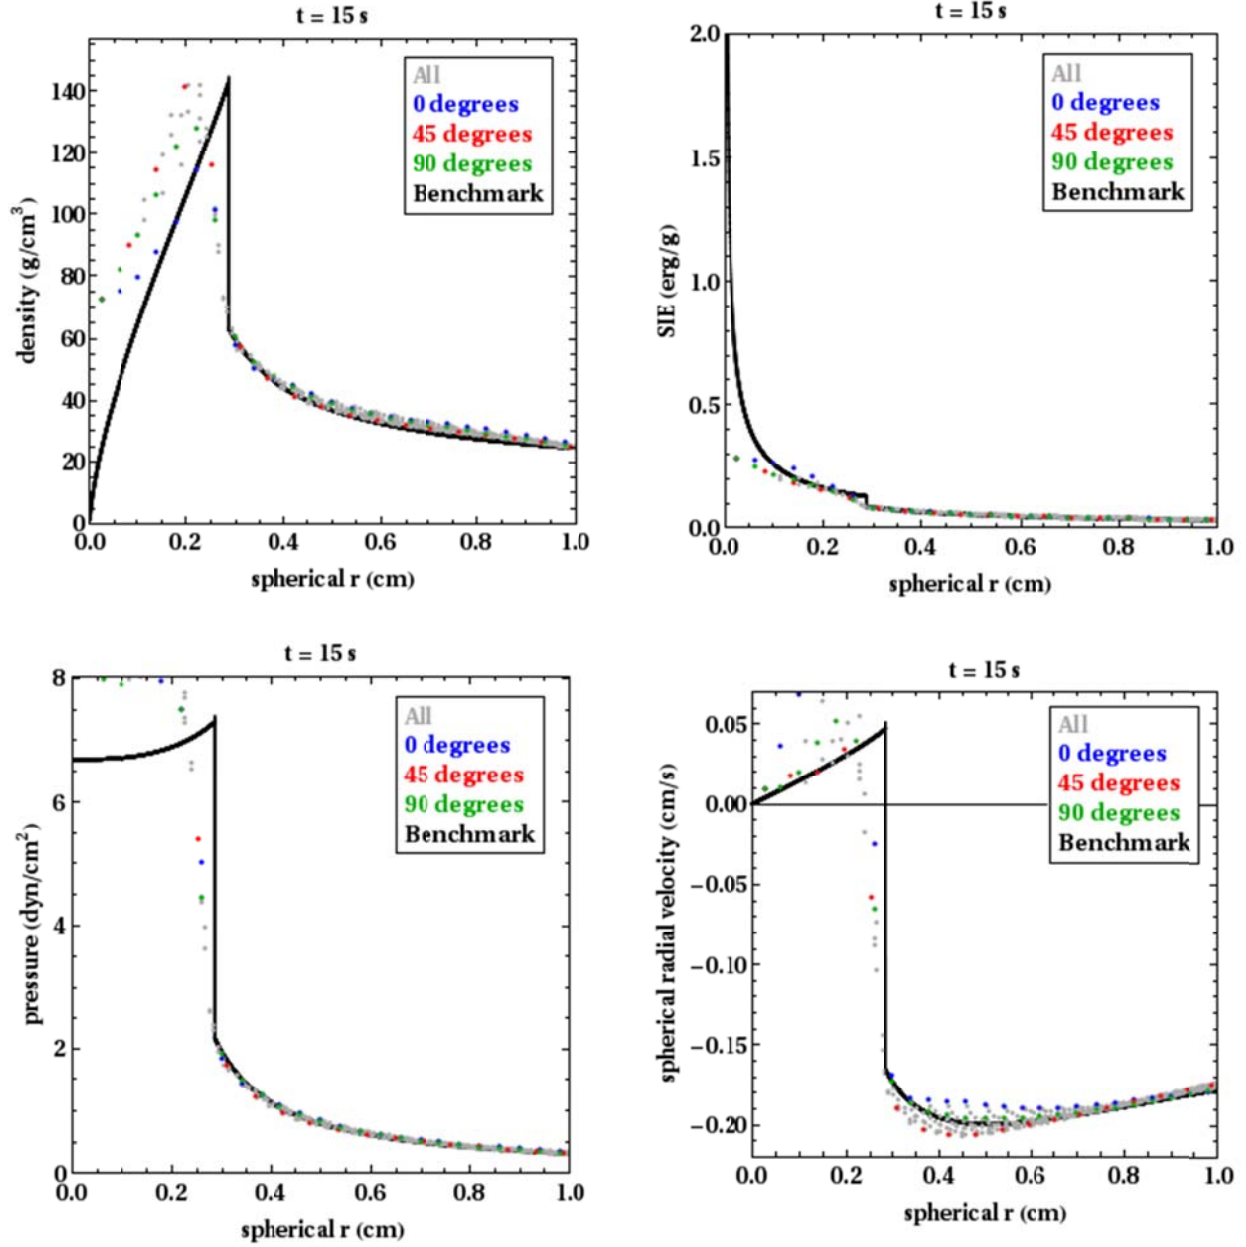 t = 15 s
140
120
100
80
60
40
20
0
density (g/cm³)
0.0 0.2 0.4 0.6 0.8 1.0
spherical r (cm)
All
0 degrees
45 degrees
90 degrees
Benchmark
t = 15 s
2.0
1.5
1.0
0.5
0.0
SIE (erg/g)
0.0 0.2 0.4 0.6 0.8 1.0
spherical r (cm)
All
0 degrees
45 degrees
90 degrees
Benchmark
t = 15 s
8
6
4
2
0
pressure (dyn/cm²)
0.0 0.2 0.4 0.6 0.8 1.0
spherical r (cm)
All
0 degrees
45 degrees
90 degrees
Benchmark
t = 15 s
0.05
0.00
−0.05
−0.10
−0.15
−0.20
spherical radial velocity (cm/s)
0.0 0.2 0.4 0.6 0.8 1.0
spherical r (cm)
All
0 degrees
45 degrees
90 degrees
Benchmark